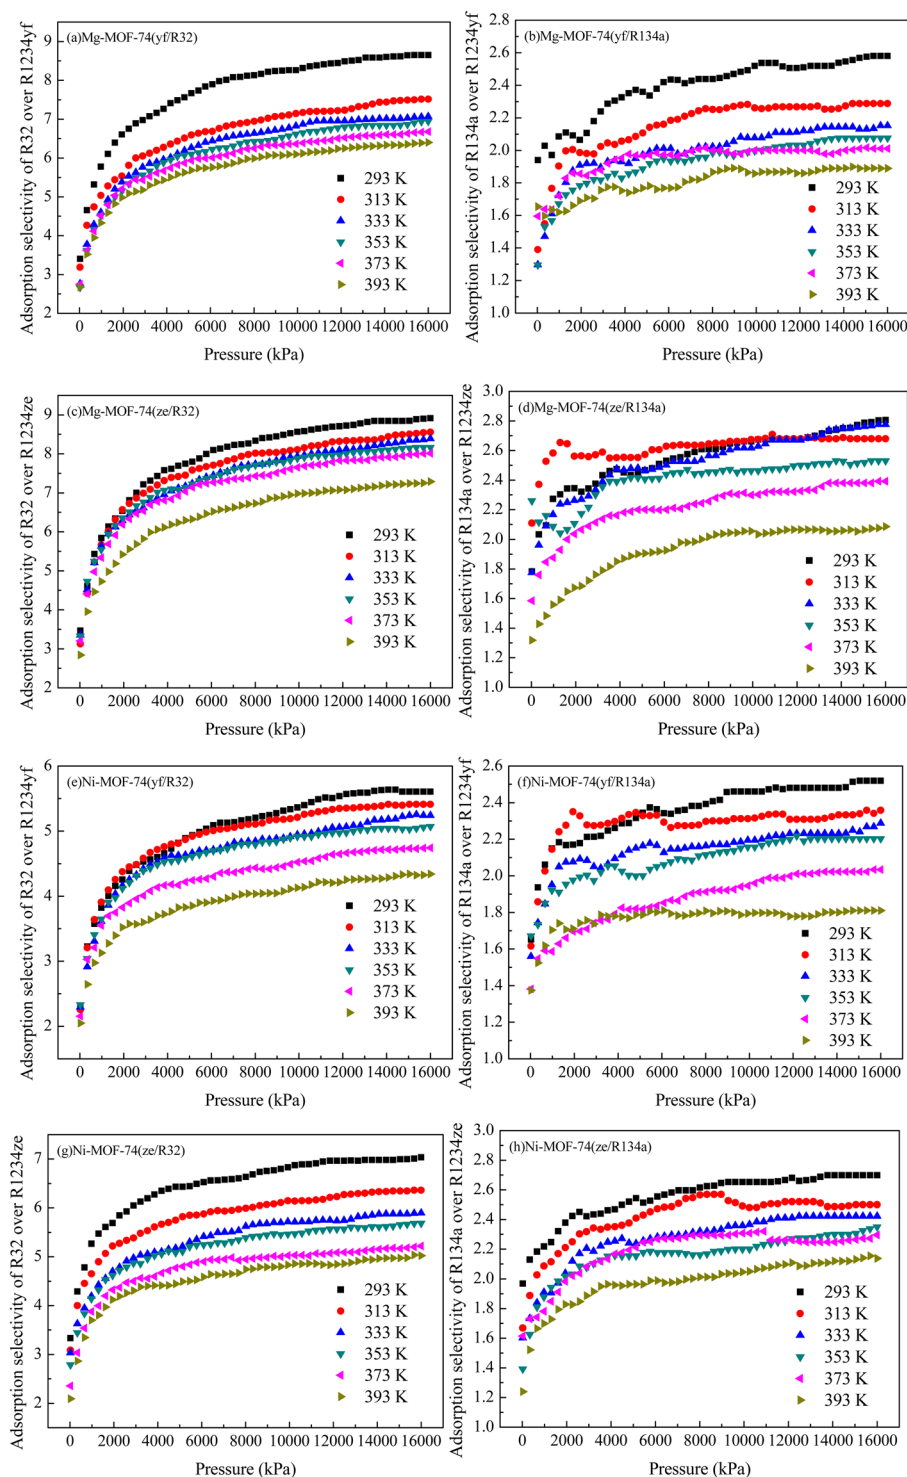 (a)Mg-MOF-74(yf/R32)
Adsorption selectivity of R32 over R1234yf
9
8
7
6
5
4
3
2
293 K
313 K
333 K
353 K
373 K
393 K
0 2000 4000 6000 8000 10000 12000 14000 16000
Pressure (kPa)
(b)Mg-MOF-74(yf/R134a)
Adsorption selectivity of R134a over R1234yf
2.8
2.6
2.4
2.2
2.0
1.8
1.6
1.4
1.2
1.0
293 K
313 K
333 K
353 K
373 K
393 K
0 2000 4000 6000 8000 10000 12000 14000 16000
Pressure (kPa)
(c)Mg-MOF-74(ze/R32)
Adsorption selectivity of R32 over R1234ze
9
8
7
6
5
4
3
2
293 K
313 K
333 K
353 K
373 K
393 K
0 2000 4000 6000 8000 10000 12000 14000 16000
Pressure (kPa)
(d)Mg-MOF-74(ze/R134a)
Adsorption selectivity of R134a over R1234ze
3.0
2.8
2.6
2.4
2.2
2.0
1.8
1.6
1.4
1.2
1.0
293 K
313 K
333 K
353 K
373 K
393 K
0 2000 4000 6000 8000 10000 12000 14000 16000
Pressure (kPa)
(e)Ni-MOF-74(yf/R32)
Adsorption selectivity of R32 over R1234yf
6
5
4
3
2
293 K
313 K
333 K
353 K
373 K
393 K
0 2000 4000 6000 8000 10000 12000 14000 16000
Pressure (kPa)
(f)Ni-MOF-74(yf/R134a)
Adsorption selectivity of R134a over R1234yf
2.6
2.4
2.2
2.0
1.8
1.6
1.4
1.2
1.0
293 K
313 K
333 K
353 K
373 K
393 K
0 2000 4000 6000 8000 10000 12000 14000 16000
Pressure (kPa)
(g)Ni-MOF-74(ze/R32)
Adsorption selectivity of R32 over R1234ze
7
6
5
4
3
2
293 K
313 K
333 K
353 K
373 K
393 K
0 2000 4000 6000 8000 10000 12000 14000 16000
Pressure (kPa)
(h)Ni-MOF-74(ze/R134a)
Adsorption selectivity of R134a over R1234ze
3.0
2.8
2.6
2.4
2.2
2.0
1.8
1.6
1.4
1.2
1.0
293 K
313 K
333 K
353 K
373 K
393 K
0 2000 4000 6000 8000 10000 12000 14000 16000
Pressure (kPa)